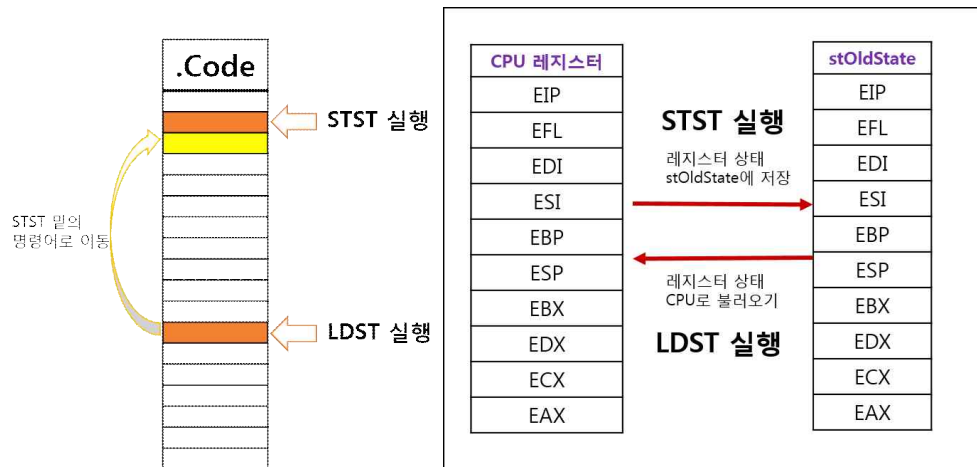 .Code
STST 실행
STST 밑의
명령어로 이동
LDST 실행
CPU 레지스터
EIP
EFL
EDI
ESI
EBP
ESP
EBX
EDX
ECX
EAX
STST 실행
레지스터 상태
stOldState에 저장
레지스터 상태
CPU로 불러오기
LDST 실행
stOldState
EIP
EFL
EDI
ESI
EBP
ESP
EBX
EDX
ECX
EAX